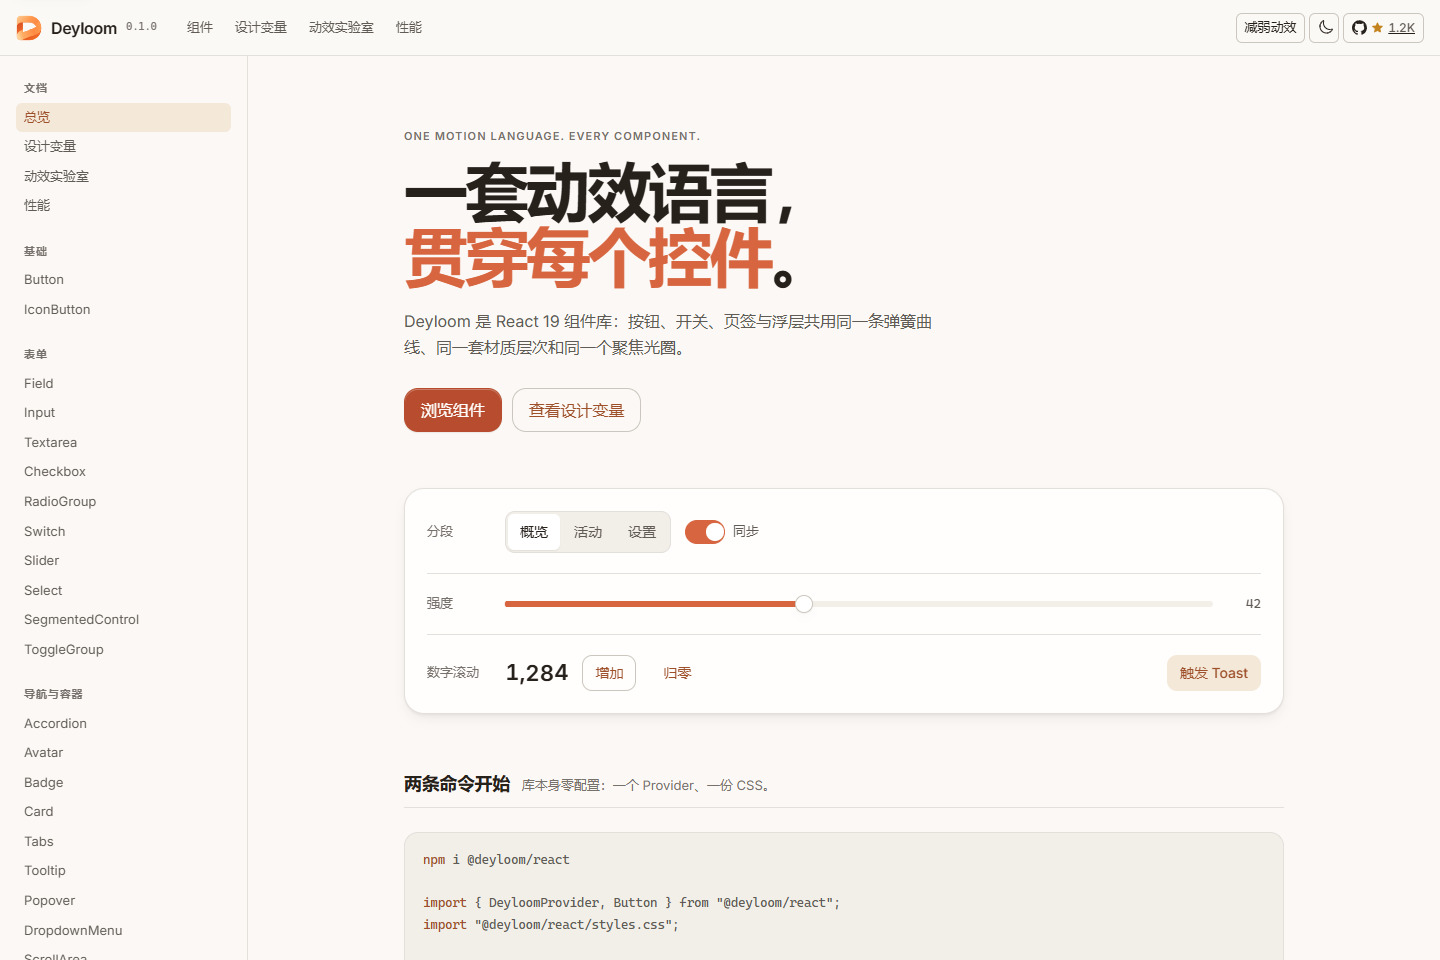 Deyloom 0.1.0 组件 设计变量 动效实验室 性能 减弱动效 1.2K
文档
总览
设计变量
动效实验室
性能
基础
Button
IconButton
表单
Field
Input
Textarea
Checkbox
RadioGroup
Switch
Slider
Select
SegmentedControl
ToggleGroup
导航与容器
Accordion
Avatar
Badge
Card
Tabs
Tooltip
Popover
DropdownMenu
ScrollArea
ONE MOTION LANGUAGE. EVERY COMPONENT.
一套动效语言，
贯穿每个控件。
Deyloom 是 React 19 组件库：按钮、开关、页签与浮层共用同一条弹簧曲
线、同一套材质层次和同一个聚焦光圈。
浏览组件 查看设计变量
分段 概览 活动 设置 同步
强度 42
数字滚动 1,284 增加 归零 触发 Toast
两条命令开始 库本身零配置：一个 Provider、一份 CSS。
npm i @deyloom/react
import { DeyloomProvider, Button } from "@deyloom/react";
import "@deyloom/react/styles.css";